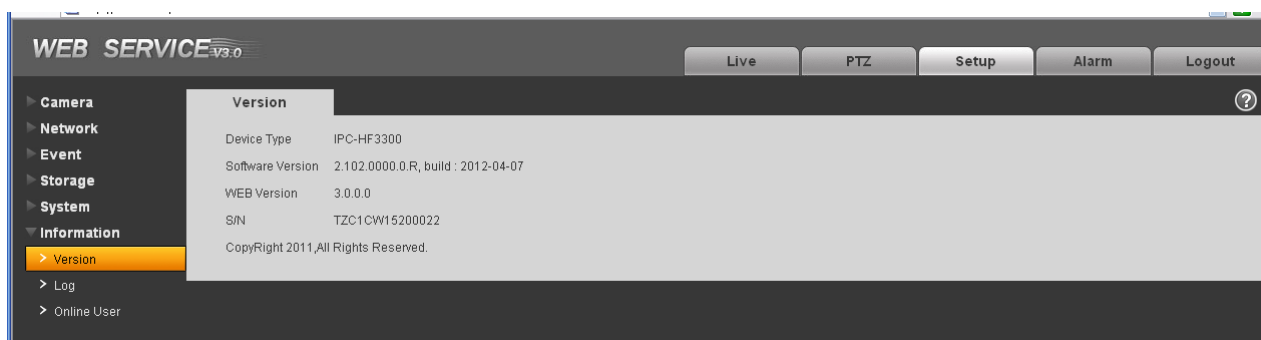 WEB SERVICE V3.0
Live PTZ Setup Alarm Logout
Camera
Network
Event
Storage
System
Information
Version
Log
Online User
Version
?
Device Type IPC-HF3300
Software Version 2.102.0000.0.R, build : 2012-04-07
WEB Version 3.0.0.0
S/N TZC1CW15200022
CopyRight 2011,All Rights Reserved.